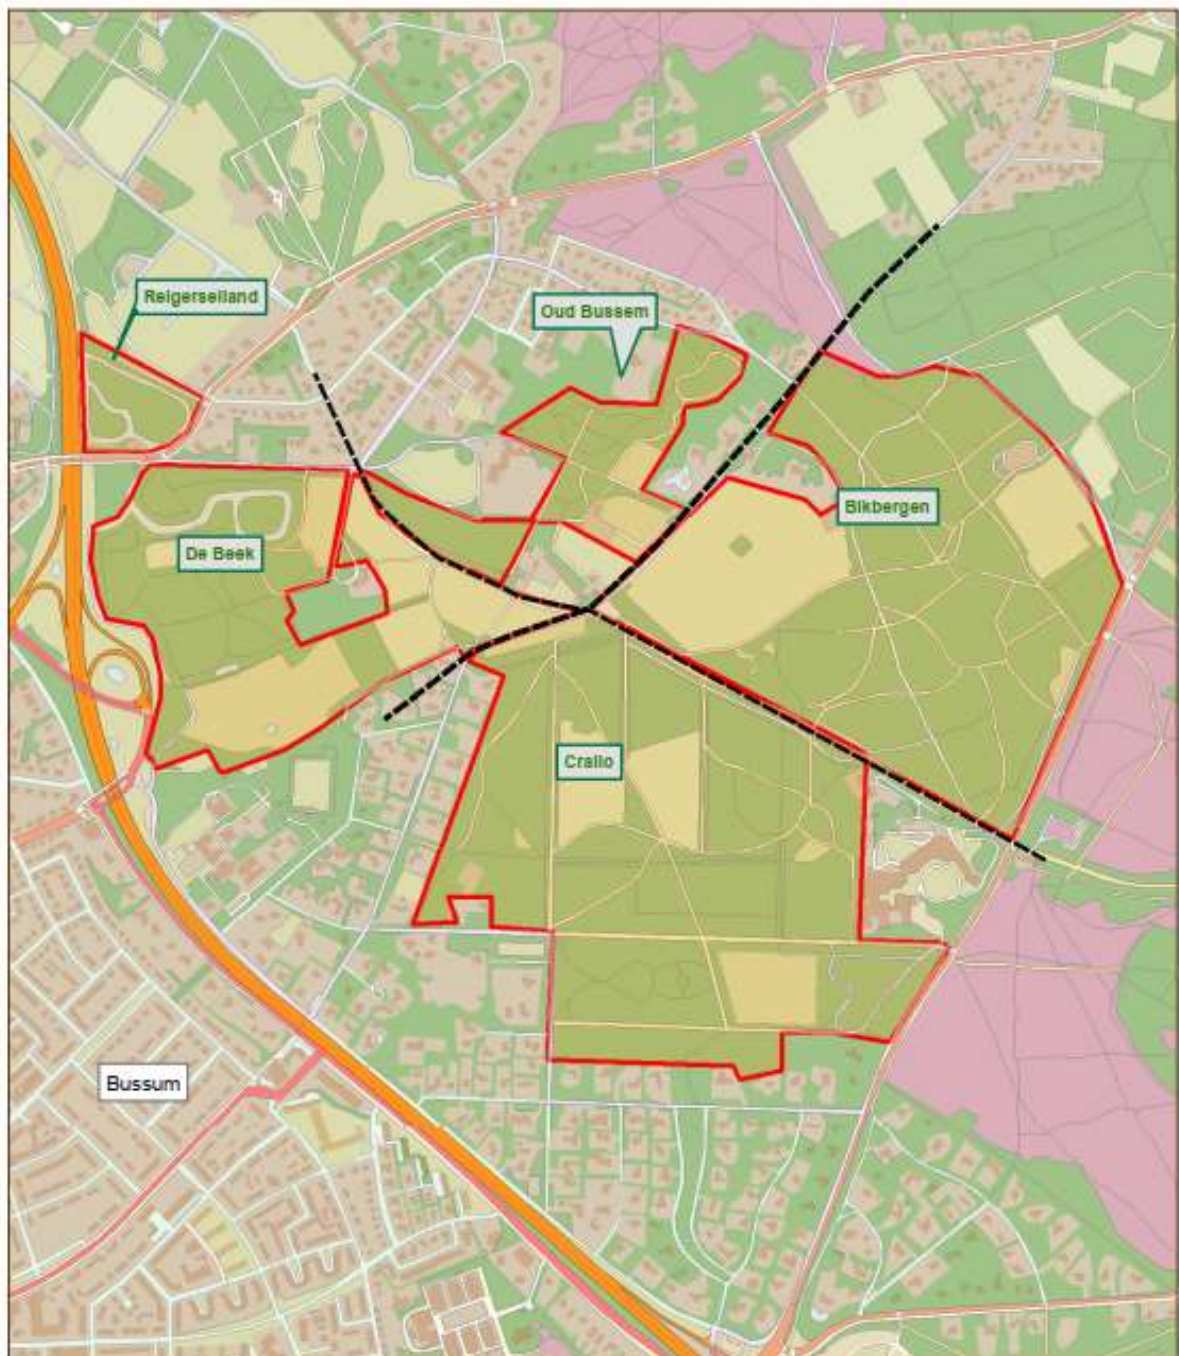 Reigerseiland
Oud Bussem
Bikbergen
De Beek
Crailo
Bussum